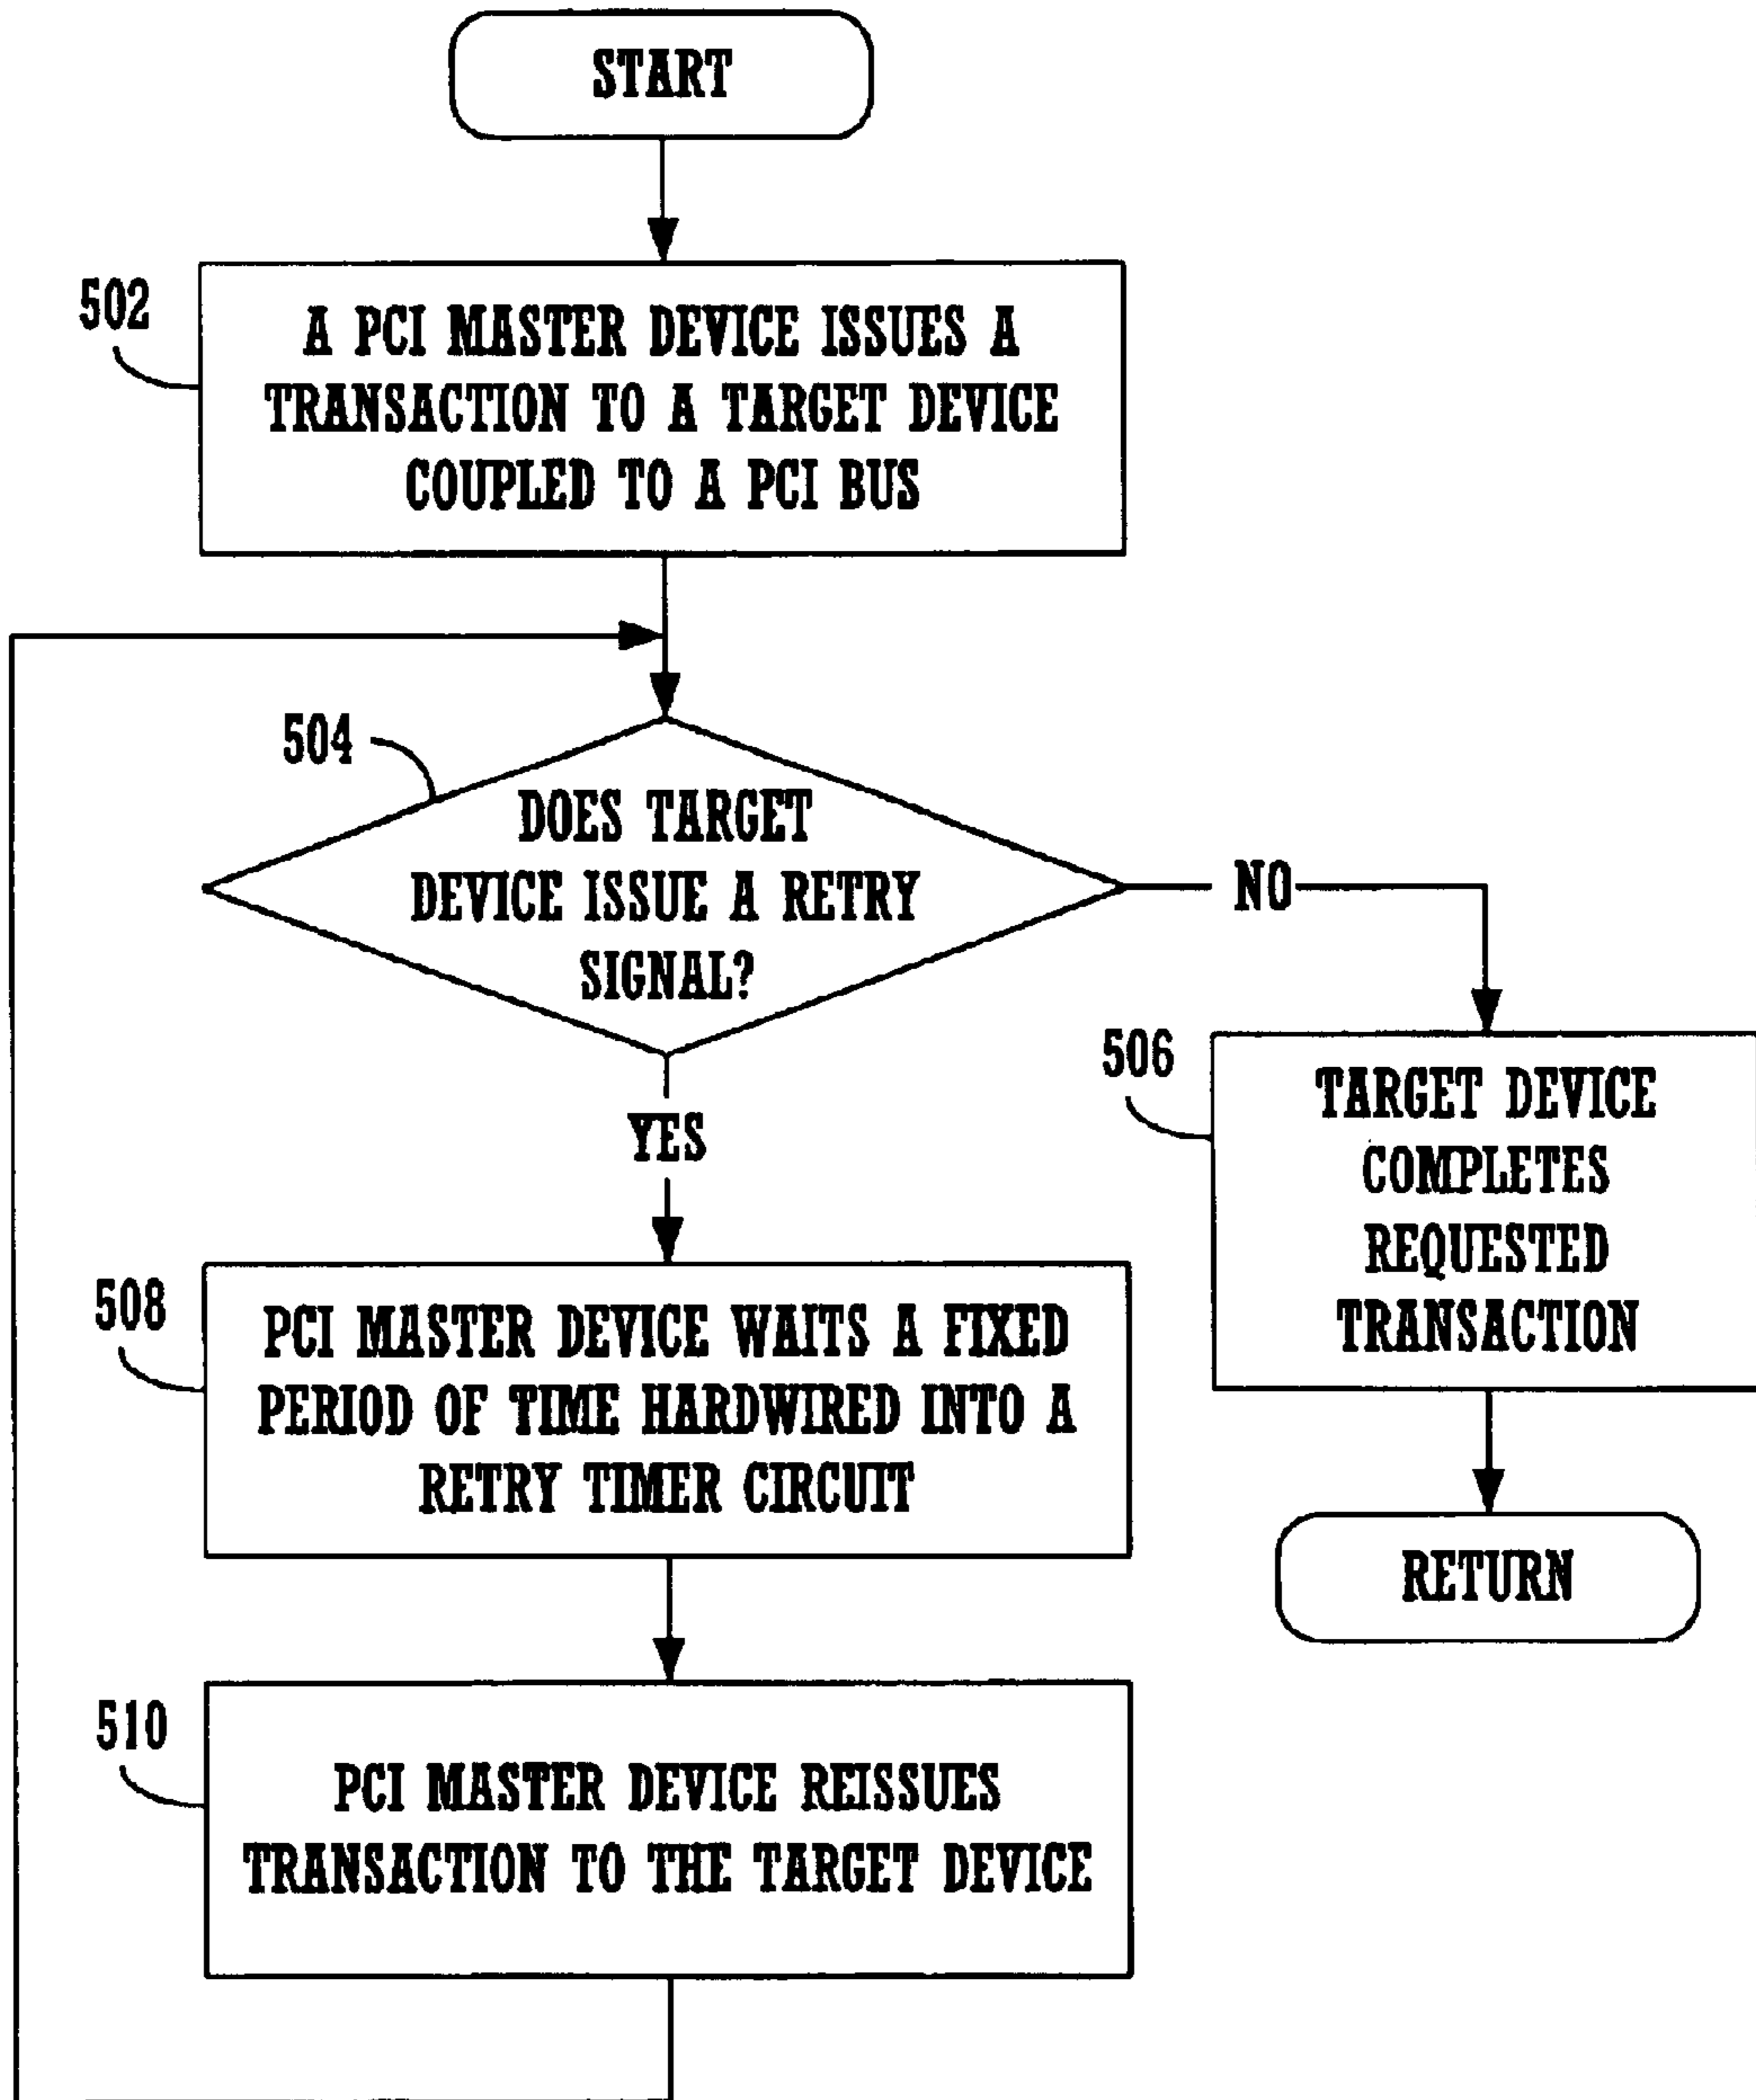 START
502
A PCI MASTER DEVICE ISSUES A
TRANSACTION TO A TARGET DEVICE
COUPLED TO A PCI BUS
504
DOES TARGET
DEVICE ISSUE A RETRY
SIGNAL?
NO
YES
506
TARGET DEVICE
COMPLETES
REQUESTED
TRANSACTION
508
PCI MASTER DEVICE WAITS A FIXED
PERIOD OF TIME HARDWIRED INTO A
RETRY TIMER CIRCUIT
RETURN
510
PCI MASTER DEVICE REISSUES
TRANSACTION TO THE TARGET DEVICE